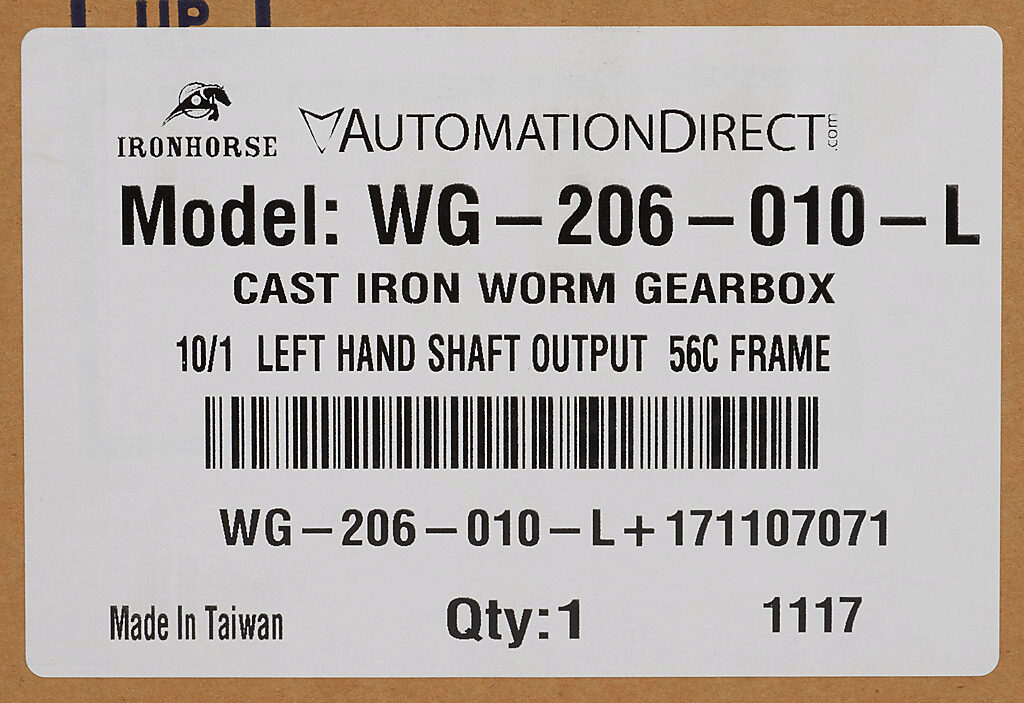 UP
IRONHORSE
AUTOMATIONDIRECT.com
Model: WG-206-010-L
CAST IRON WORM GEARBOX
10/1 LEFT HAND SHAFT OUTPUT 56C FRAME
WG-206-010-L+171107071
Made In Taiwan Qty:1 1117